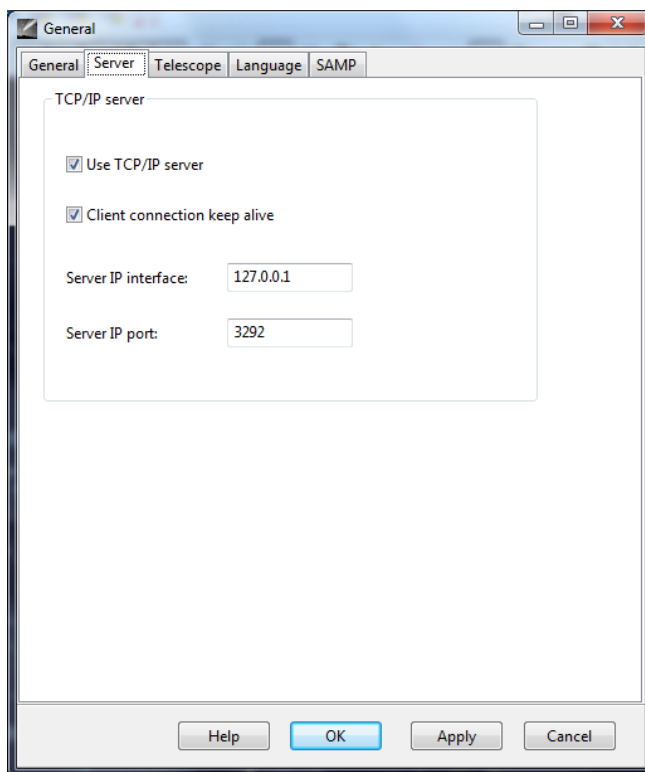 General
General Server Telescope Language SAMP
TCP/IP server
Use TCP/IP server
Client connection keep alive
Server IP interface: 127.0.0.1
Server IP port: 3292
Help OK Apply Cancel